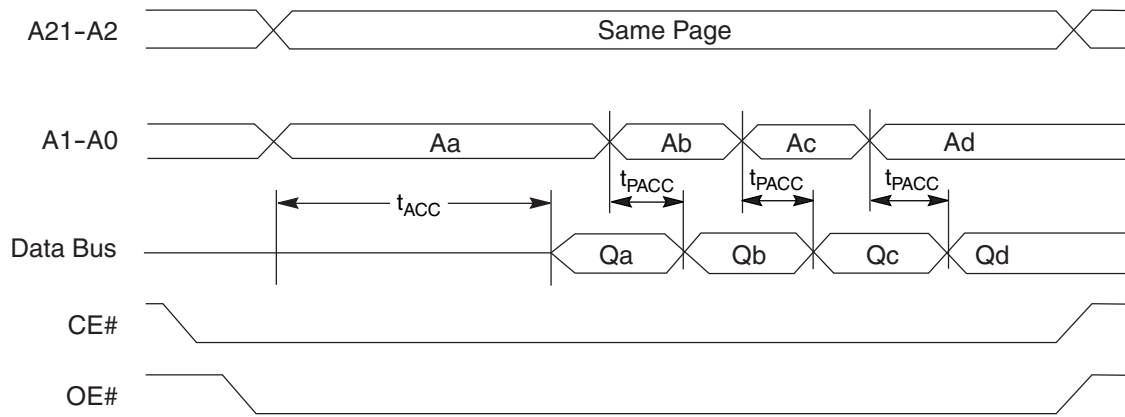 A21-A2
Same Page
A1-A0
Aa
Ab
Ac
Ad
tACC
tPACC
tPACC
tPACC
Data Bus
Qa
Qb
Qc
Qd
CE#
OE#